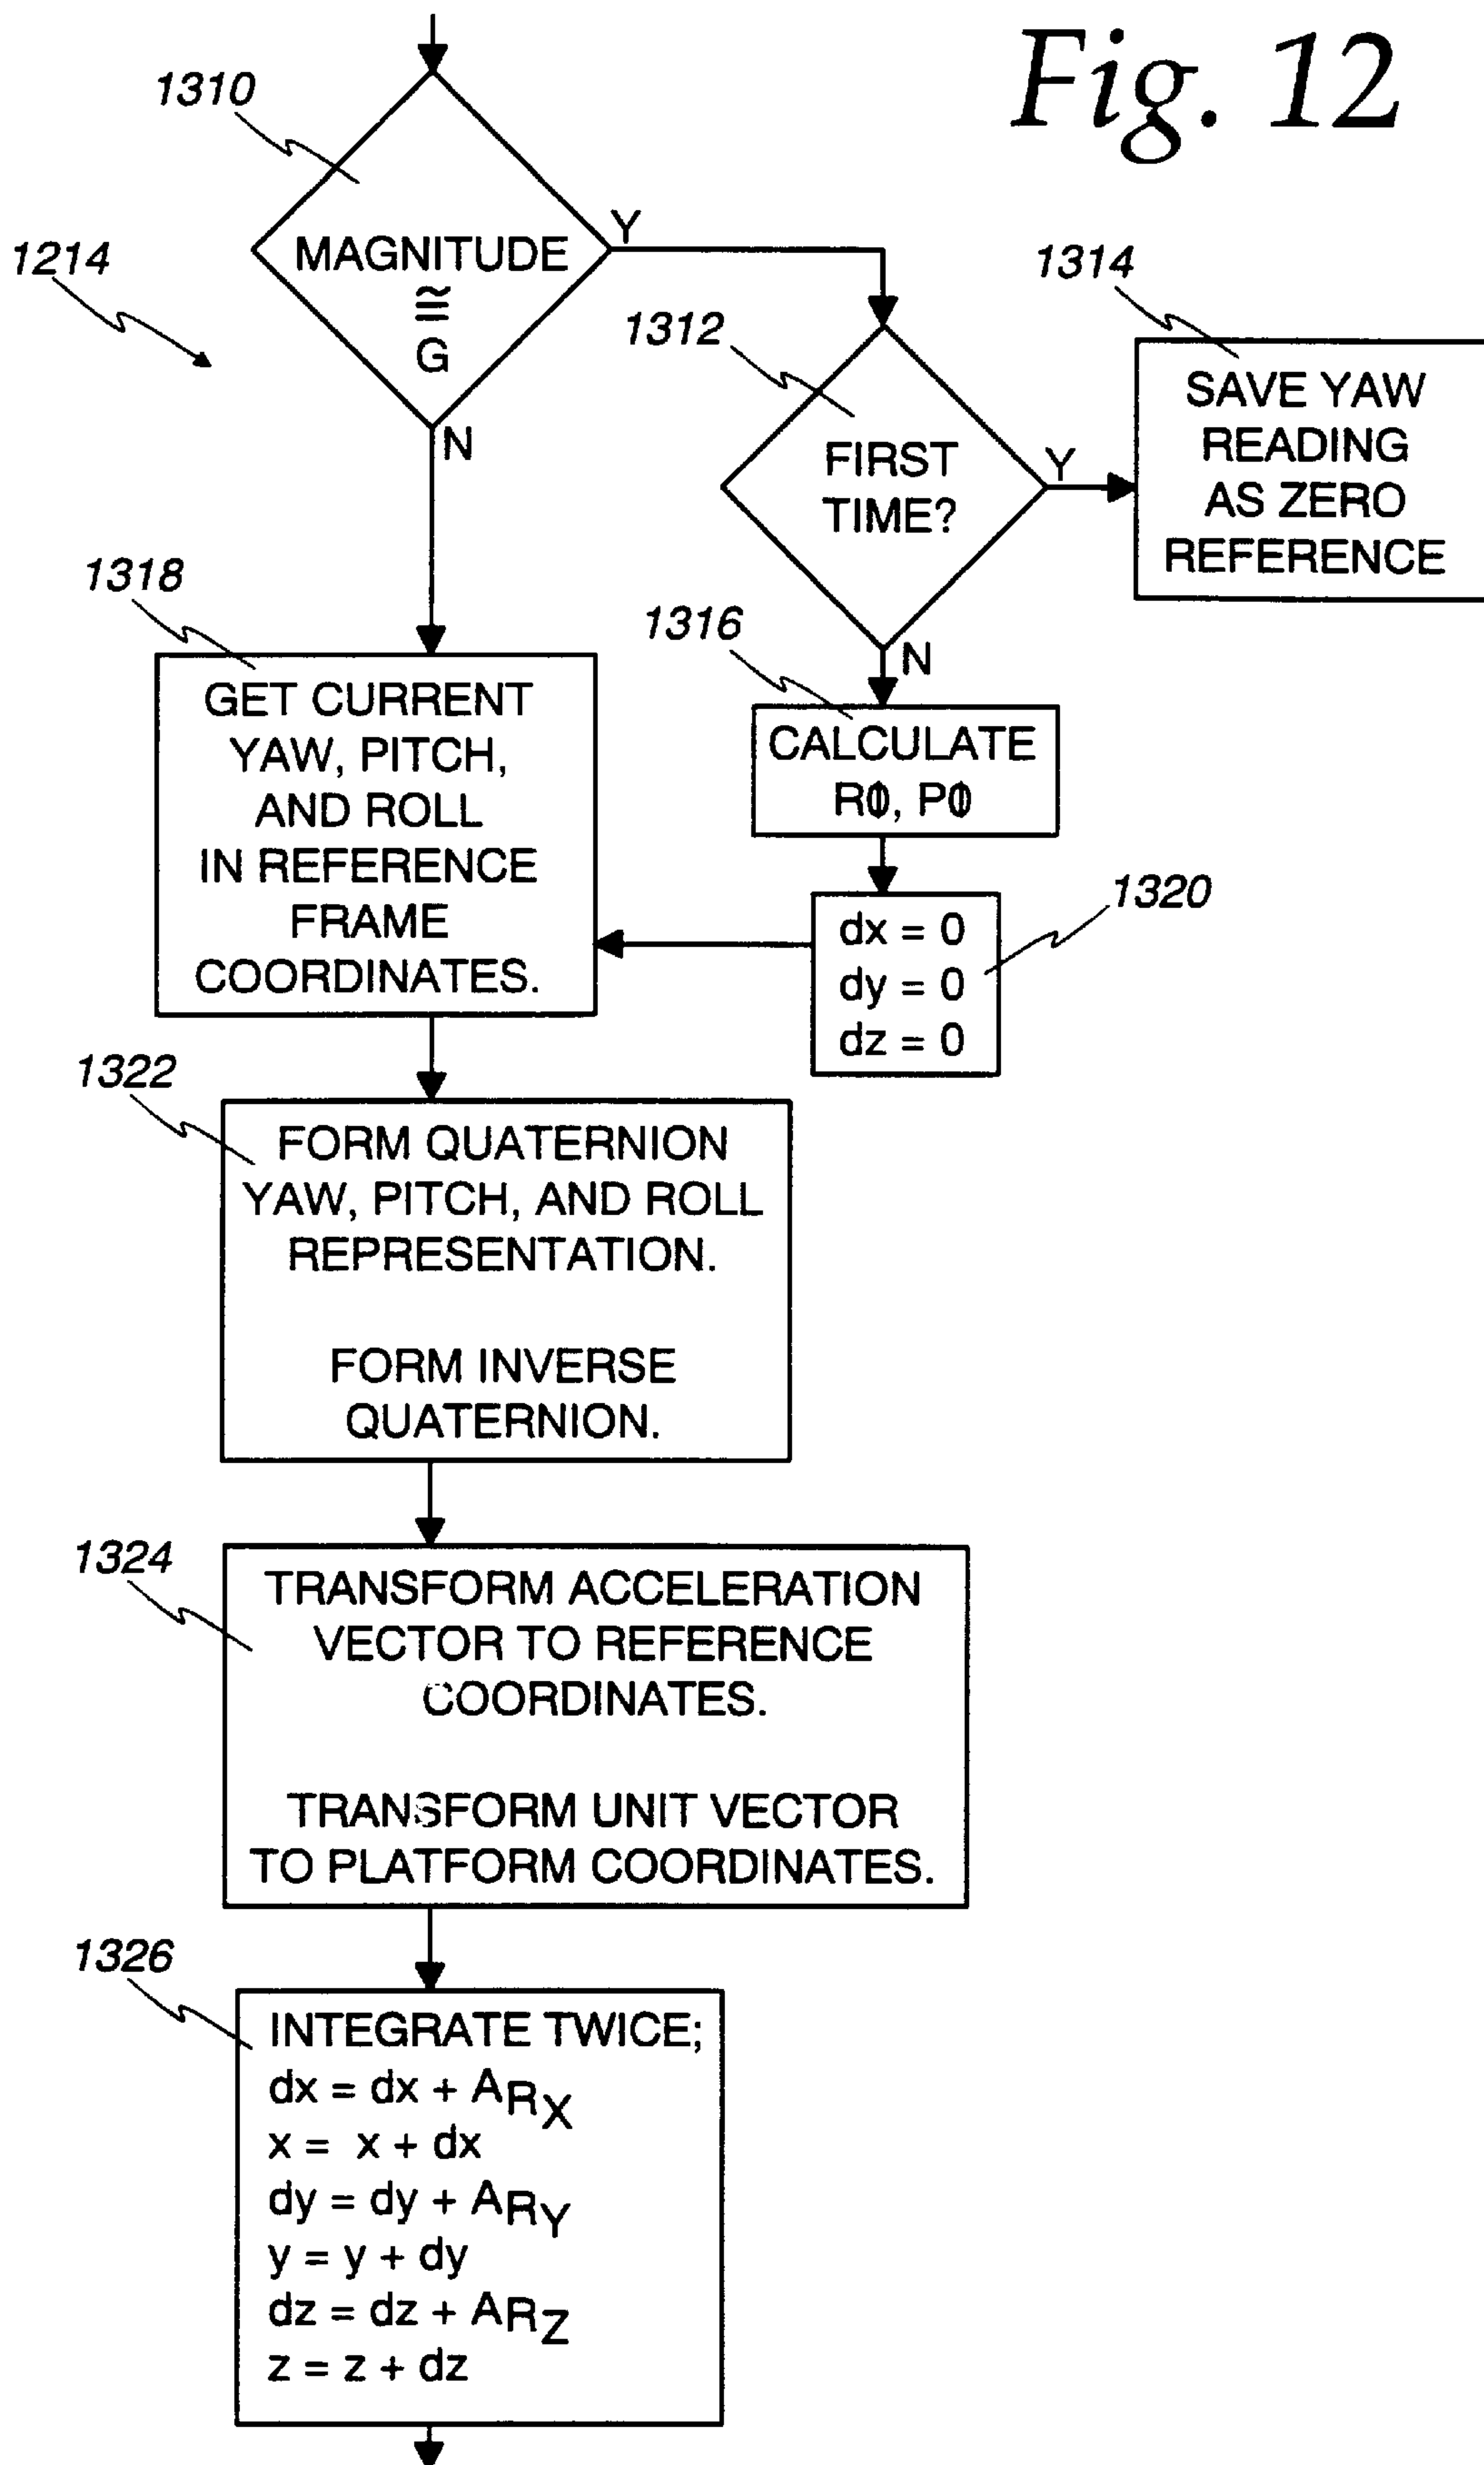 Fig. 12
1310
MAGNITUDE
≅
G
Y
N
1214
1312
FIRST
TIME?
Y
N
1314
SAVE YAW
READING
AS ZERO
REFERENCE
1316
CALCULATE
RΦ, PΦ
1318
GET CURRENT
YAW, PITCH,
AND ROLL
IN REFERENCE
FRAME
COORDINATES.
1320
dx = 0
dy = 0
dz = 0
1322
FORM QUATERNION
YAW, PITCH, AND ROLL
REPRESENTATION.
FORM INVERSE
QUATERNION.
1324
TRANSFORM ACCELERATION
VECTOR TO REFERENCE
COORDINATES.
TRANSFORM UNIT VECTOR
TO PLATFORM COORDINATES.
1326
INTEGRATE TWICE;
dx = dx + ARX
x = x + dx
dy = dy + ARY
y = y + dy
dz = dz + ARZ
z = z + dz